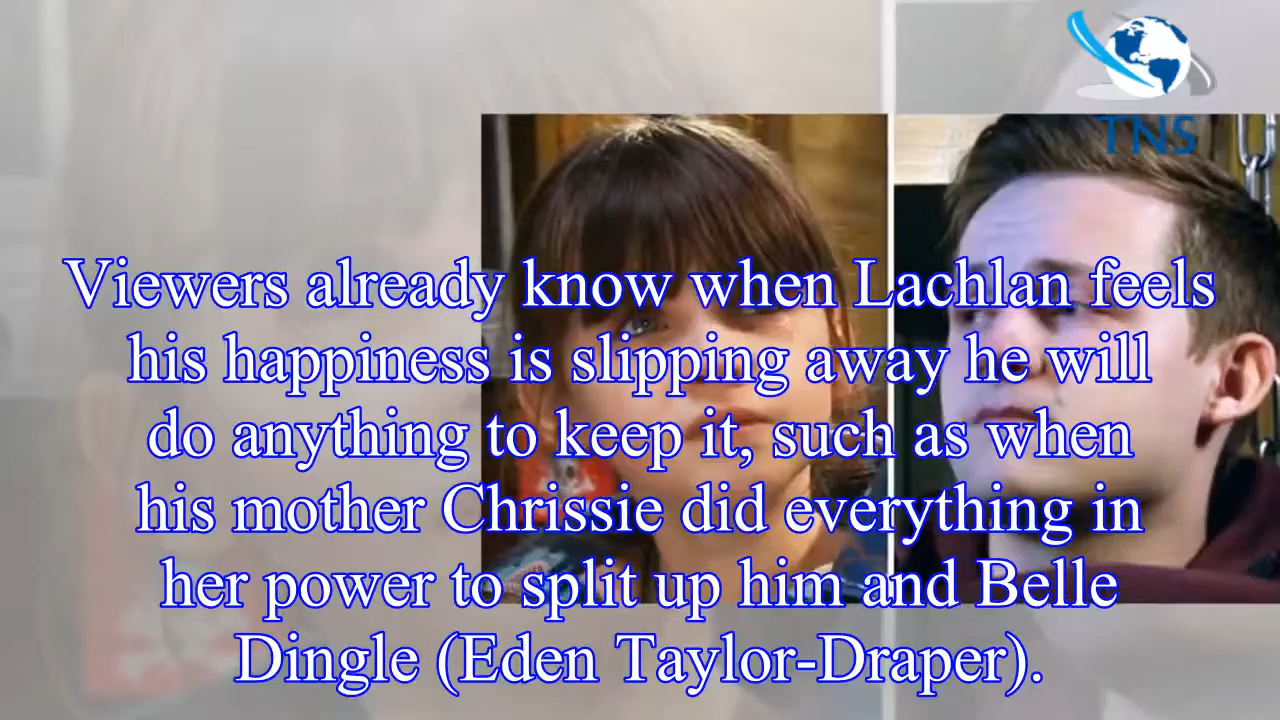 TNS
Viewers already know when Lachlan feels
his happiness is slipping away he will
do anything to keep it, such as when
his mother Chrissie did everything in
her power to split up him and Belle
Dingle (Eden Taylor-Draper).